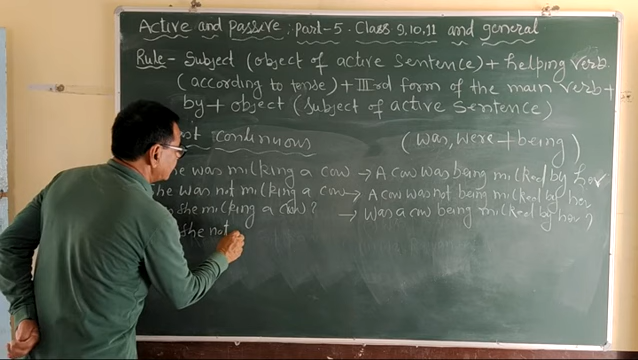 Active and Passive : Part-5. Class 9,10,11 and general
Rule - Subject (object of active sentence) + helping verb
(according to tense) + IIIrd form of the main verb +
by + object (subject of active sentence)
continuous (was, were + being)
was milking a cow → A cow was being milked by her
she was not milking a cow → A cow was not being milked by her
she milking a cow? → Was a cow being milked by her?
she not